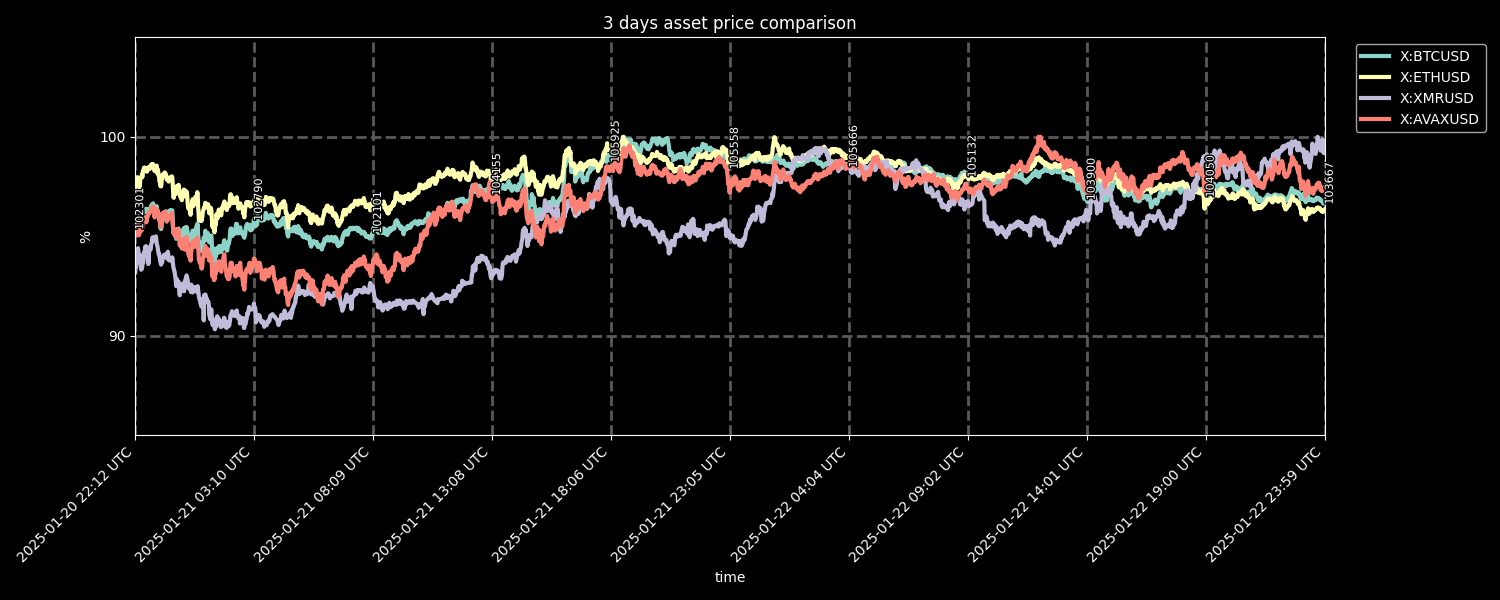 3 days asset price comparison
X:BTCUSD
X:ETHUSD
X:XMRUSD
X:AVAXUSD
100
90
%
102301
102790
102101
104155
105925
105558
105666
105132
103900
104050
103667
2025-01-20 22:12 UTC
2025-01-21 03:10 UTC
2025-01-21 08:09 UTC
2025-01-21 13:08 UTC
2025-01-21 18:06 UTC
2025-01-21 23:05 UTC
2025-01-22 04:04 UTC
2025-01-22 09:02 UTC
2025-01-22 14:01 UTC
2025-01-22 19:00 UTC
2025-01-22 23:59 UTC
time